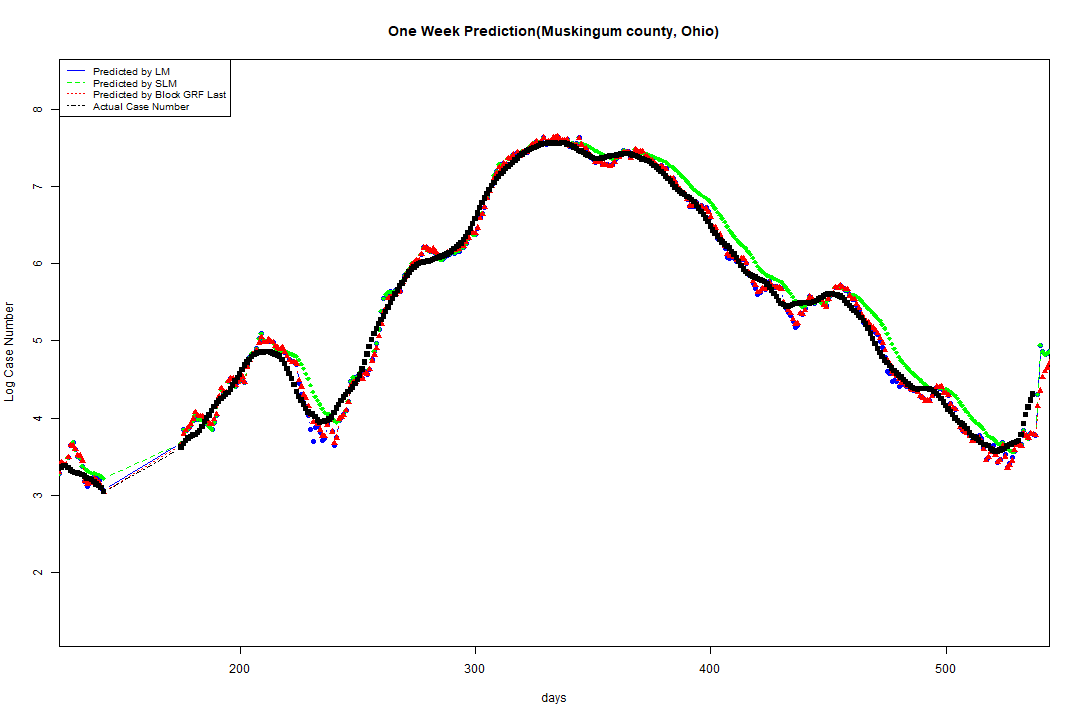 One Week Prediction(Muskingum county, Ohio)
Predicted by LM
Predicted by SLM
Predicted by Block GRF Last
Actual Case Number
8
7
6
5
4
3
2
Log Case Number
200 300 400 500
days